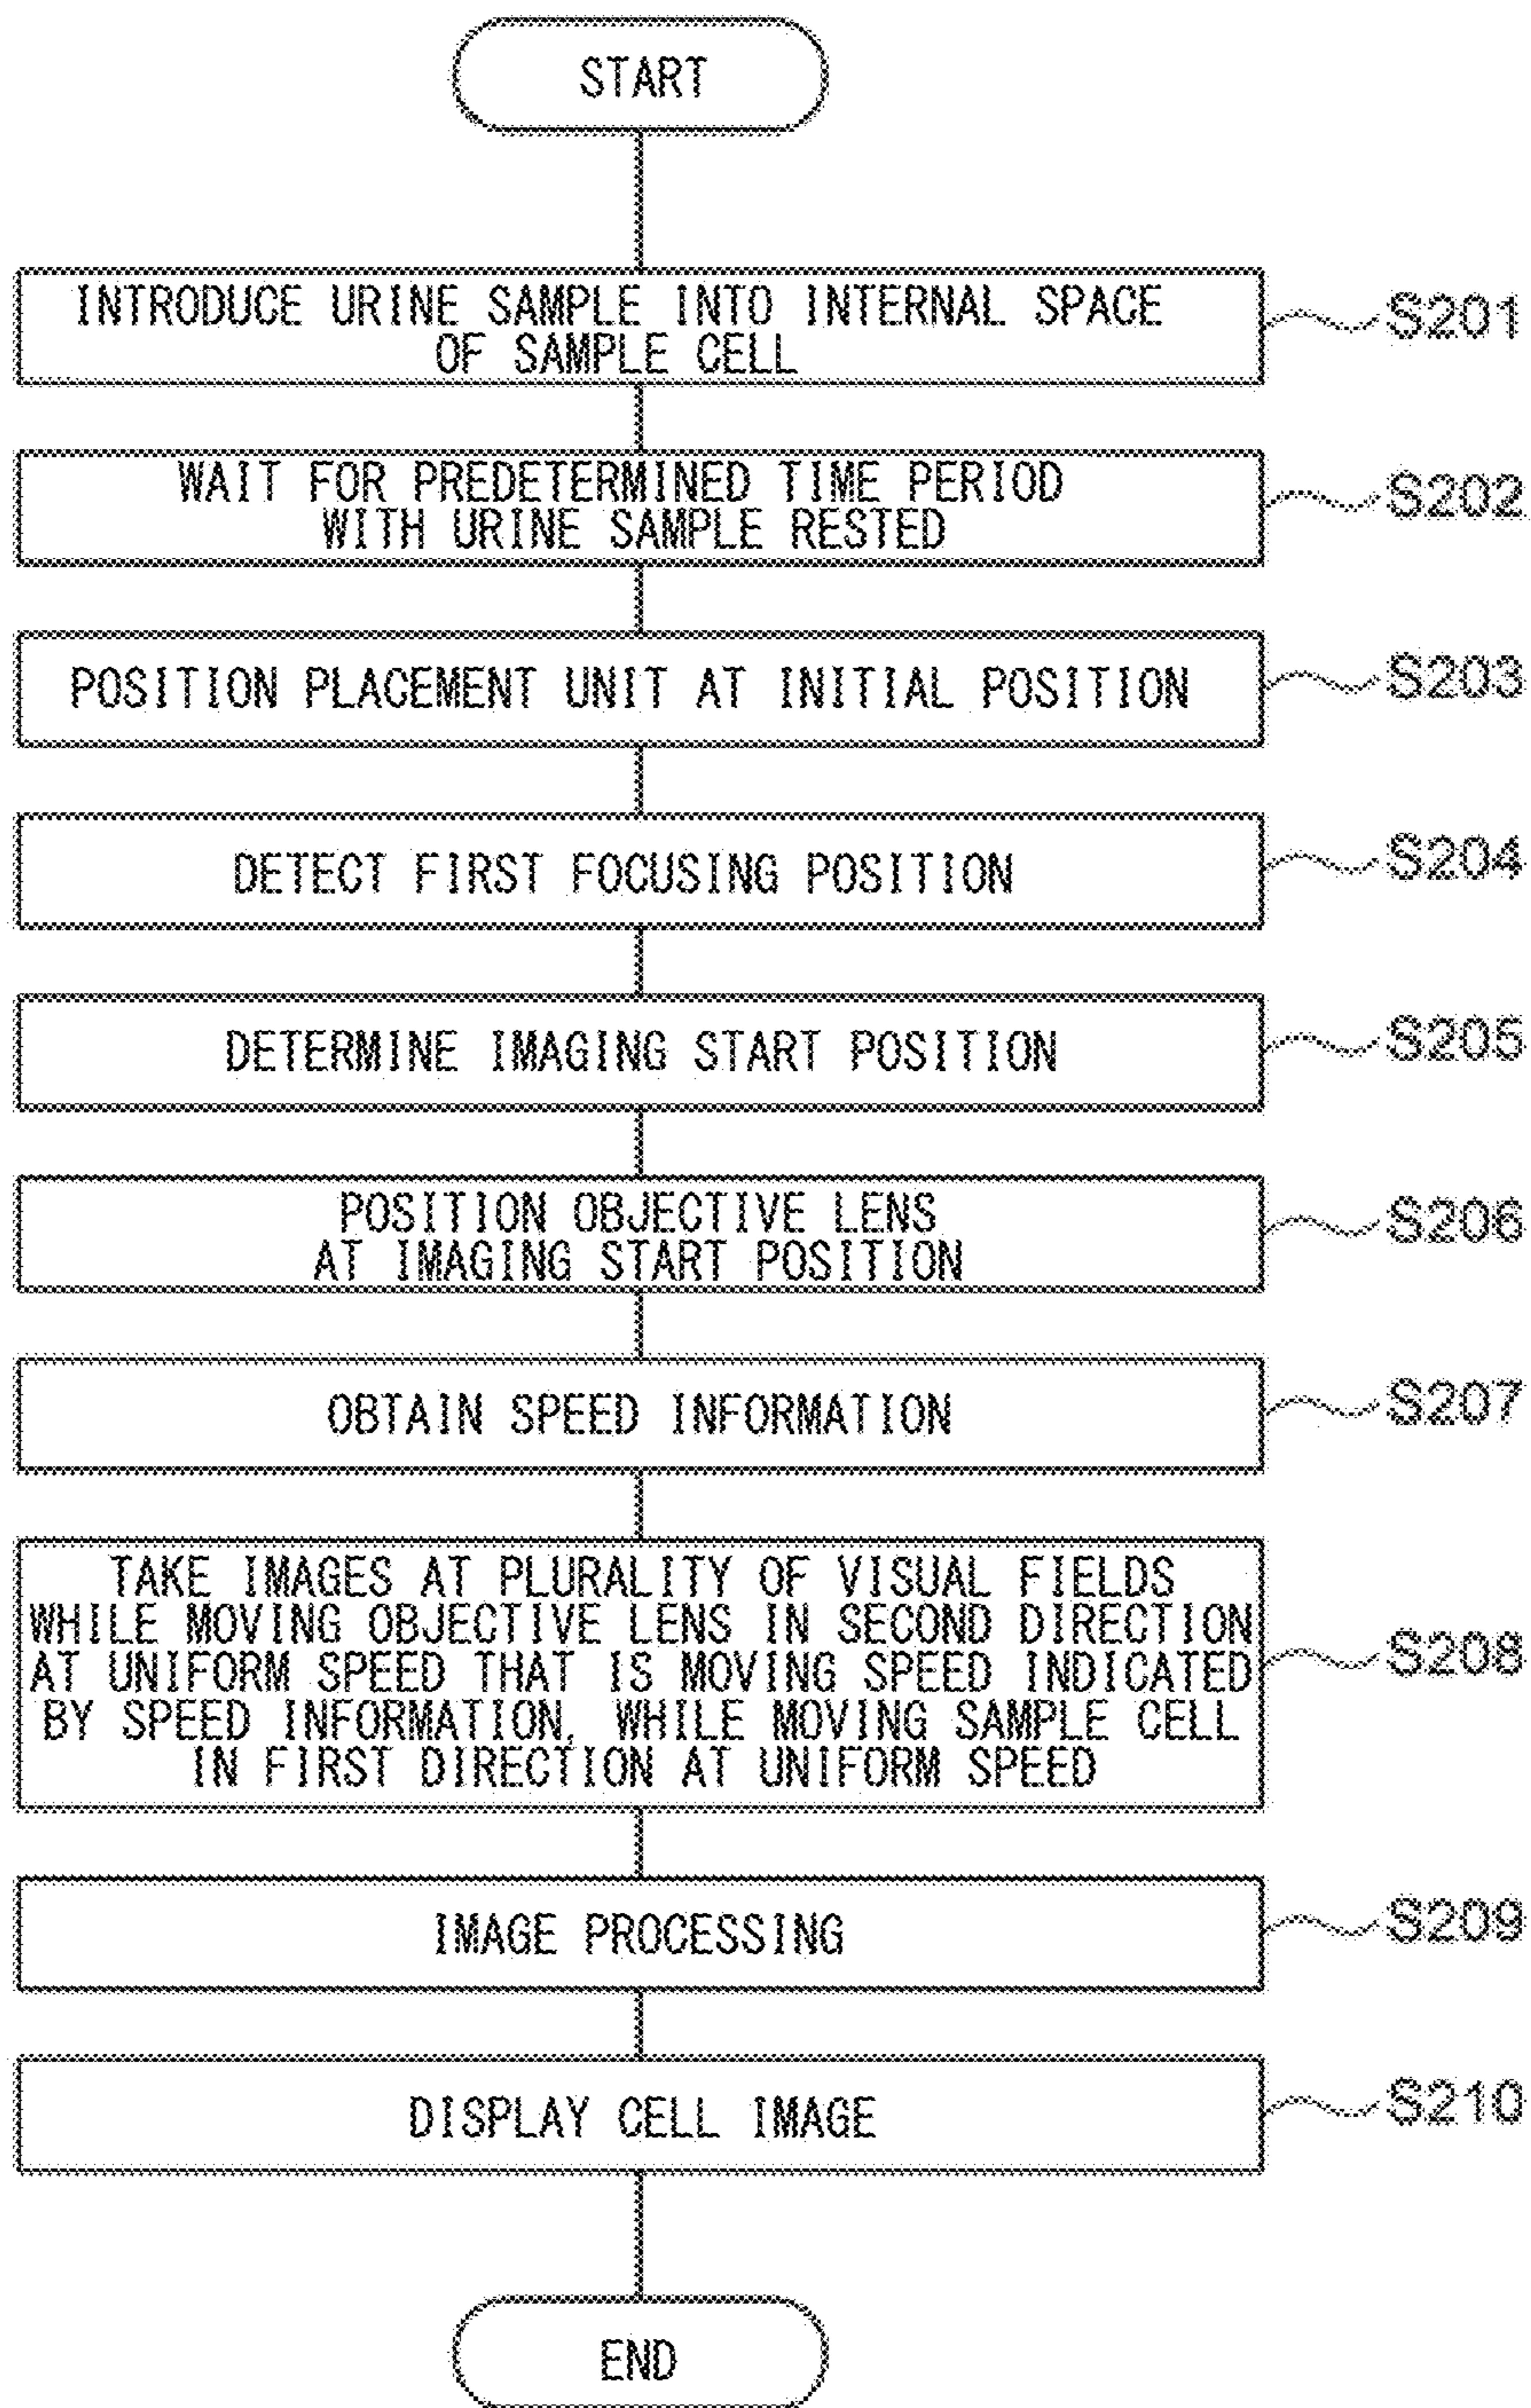 START
INTRODUCE URINE SAMPLE INTO INTERNAL SPACE
OF SAMPLE CELL
S201
WAIT FOR PREDETERMINED TIME PERIOD
WITH URINE SAMPLE RESTED
S202
POSITION PLACEMENT UNIT AT INITIAL POSITION
S203
DETECT FIRST FOCUSING POSITION
S204
DETERMINE IMAGING START POSITION
S205
POSITION OBJECTIVE LENS
AT IMAGING START POSITION
S206
OBTAIN SPEED INFORMATION
S207
TAKE IMAGES AT PLURALITY OF VISUAL FIELDS
WHILE MOVING OBJECTIVE LENS IN SECOND DIRECTION
AT UNIFORM SPEED THAT IS MOVING SPEED INDICATED
BY SPEED INFORMATION, WHILE MOVING SAMPLE CELL
IN FIRST DIRECTION AT UNIFORM SPEED
S208
IMAGE PROCESSING
S209
DISPLAY CELL IMAGE
S210
END